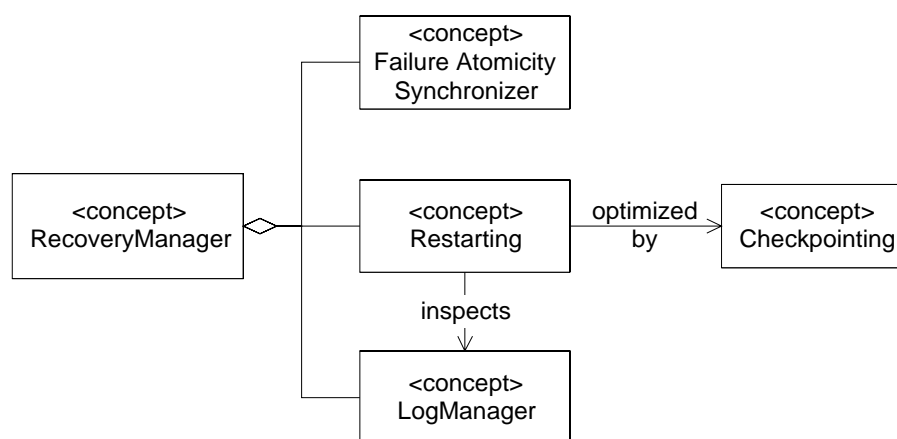 <concept>
Failure Atomicity
Synchronizer
<concept>
RecoveryManager
<concept>
Restarting
optimized
by
<concept>
Checkpointing
inspects
<concept>
LogManager